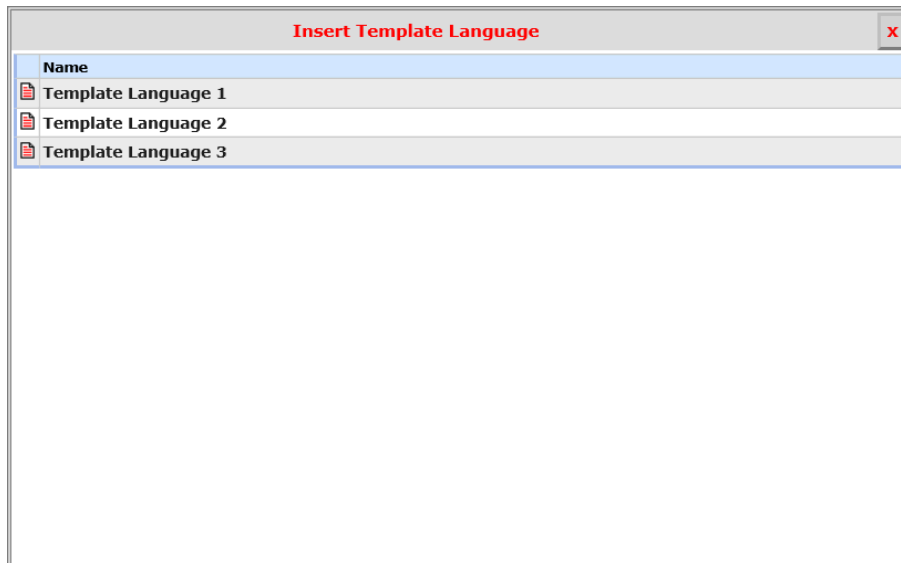 Insert Template Language
x
Name
Template Language 1
Template Language 2
Template Language 3